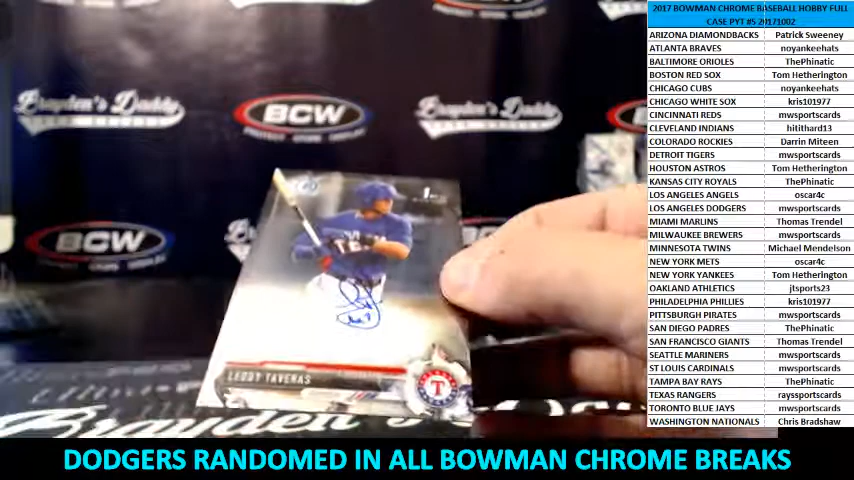 2017 BOWMAN CHROME BASEBALL HOBBY FULL
CASE PYT #5 20171002
ARIZONA DIAMONDBACKS Patrick Sweeney
ATLANTA BRAVES noyankeehats
BALTIMORE ORIOLES ThePhinatic
BOSTON RED SOX Tom Hetherington
CHICAGO CUBS noyankeehats
CHICAGO WHITE SOX kris101977
CINCINNATI REDS mwsportscards
CLEVELAND INDIANS hitithard13
COLORADO ROCKIES Darrin Miteen
DETROIT TIGERS mwsportscards
HOUSTON ASTROS Tom Hetherington
KANSAS CITY ROYALS ThePhinatic
LOS ANGELES ANGELS oscar4c
LOS ANGELES DODGERS mwsportscards
MIAMI MARLINS Thomas Trendel
MILWAUKEE BREWERS mwsportscards
MINNESOTA TWINS Michael Mendelson
NEW YORK METS oscar4c
NEW YORK YANKEES Tom Hetherington
OAKLAND ATHLETICS jtsports23
PHILADELPHIA PHILLIES kris101977
PITTSBURGH PIRATES mwsportscards
SAN DIEGO PADRES ThePhinatic
SAN FRANCISCO GIANTS Thomas Trendel
SEATTLE MARINERS mwsportscards
ST LOUIS CARDINALS mwsportscards
TAMPA BAY RAYS ThePhinatic
TEXAS RANGERS rayssportscards
TORONTO BLUE JAYS mwsportscards
WASHINGTON NATIONALS Chris Bradshaw
Brayden's Daddy
BCW
Brayden's Daddy
BCW
BCW
TE
LEODY TAVERAS
T
Brayden's
DODGERS RANDOMED IN ALL BOWMAN CHROME BREAKS